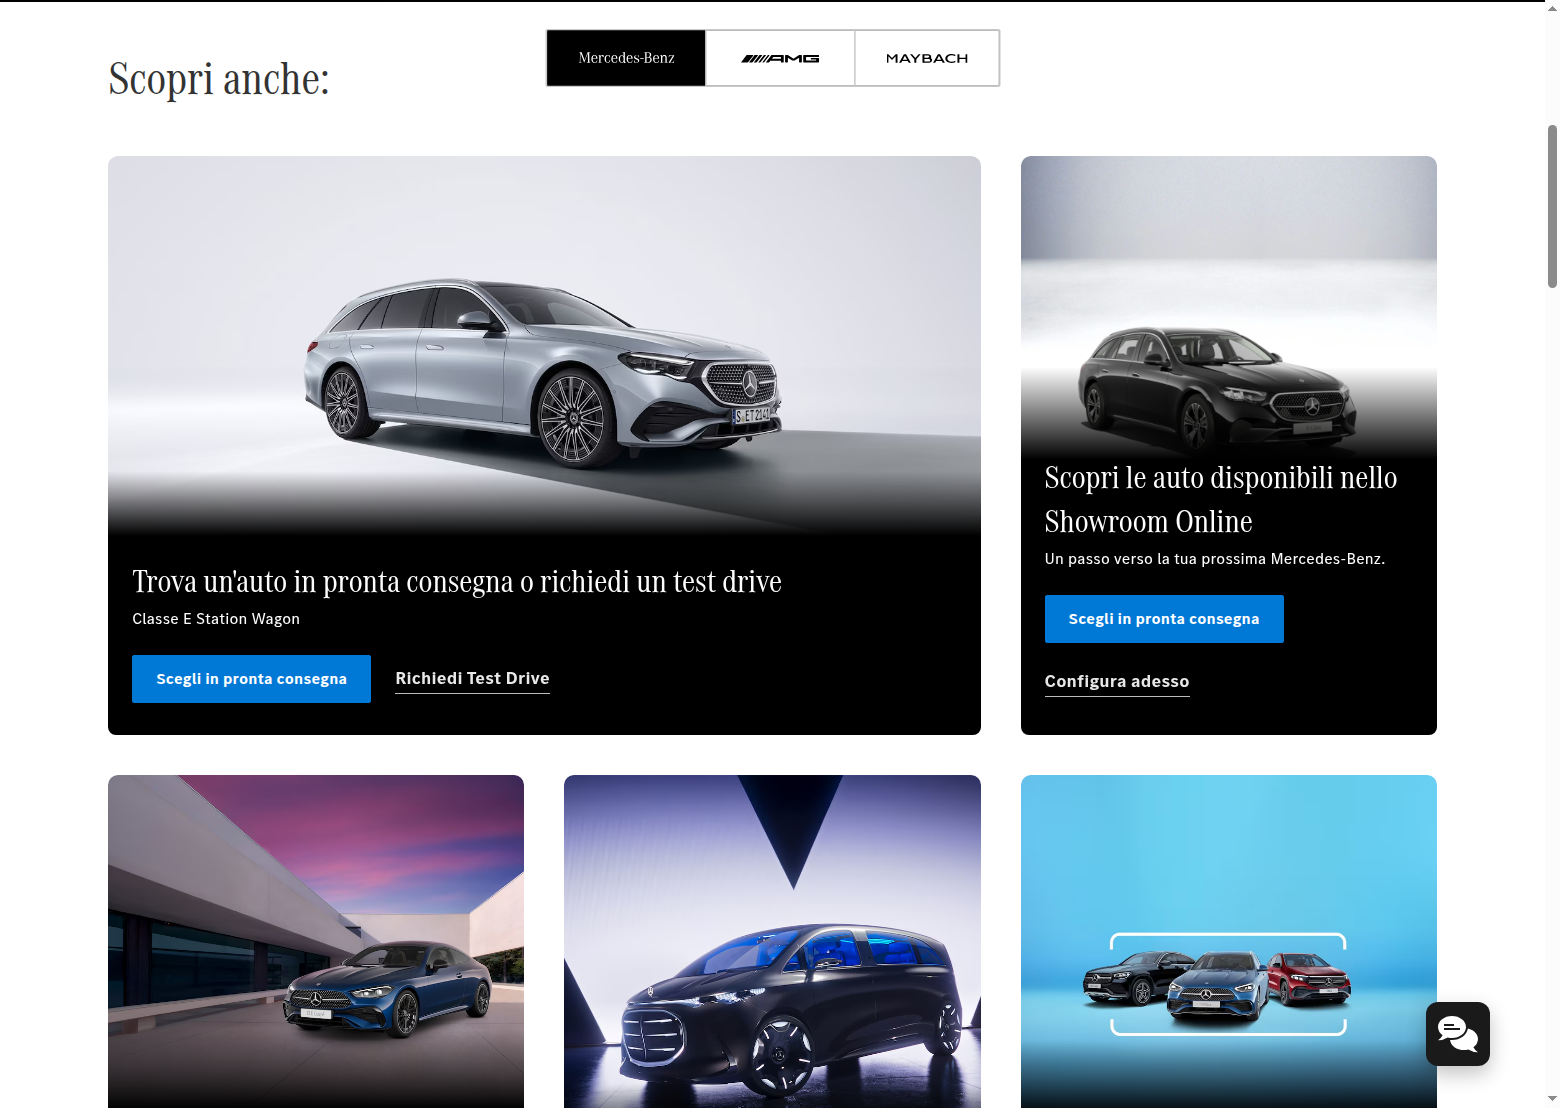 Mercedes-Benz
AMG
MAYBACH
Scopri anche:
S ET2141
Trova un'auto in pronta consegna o richiedi un test drive
Classe E Station Wagon
Scegli in pronta consegna
Richiedi Test Drive
Scopri le auto disponibili nello
Showroom Online
Un passo verso la tua prossima Mercedes-Benz.
Scegli in pronta consegna
Configura adesso